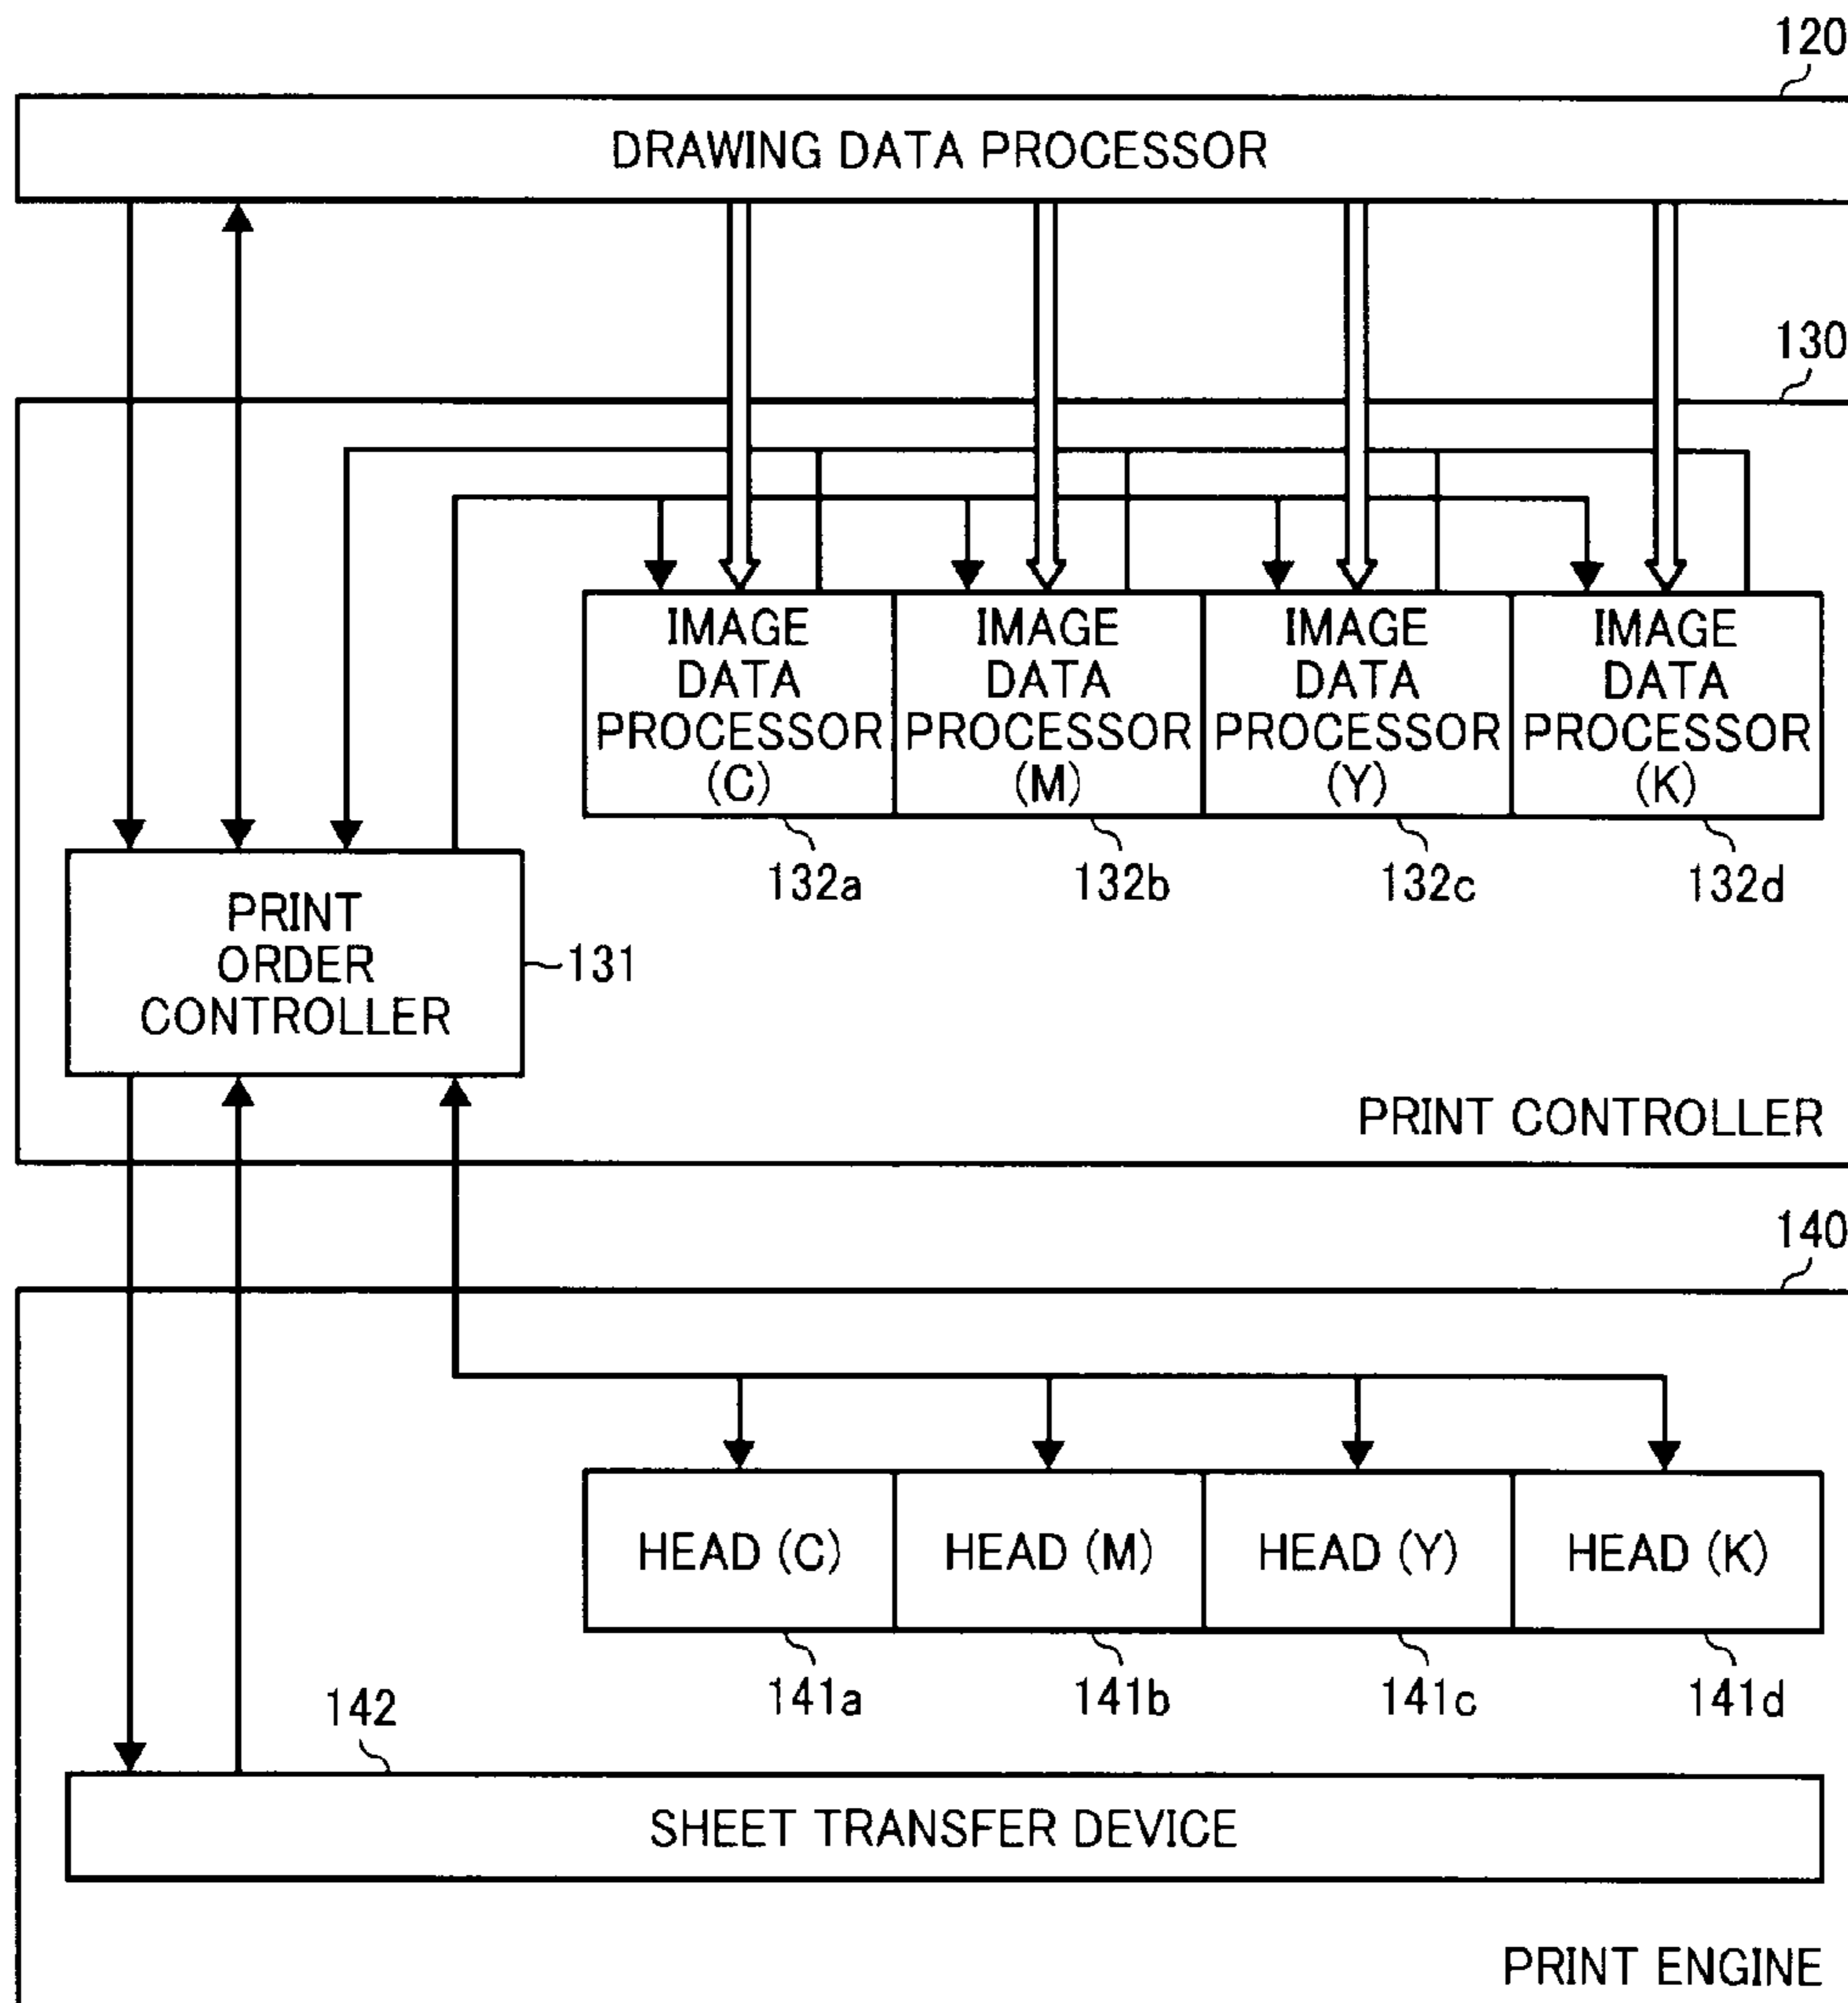 120
DRAWING DATA PROCESSOR
130
IMAGE DATA PROCESSOR (C)
IMAGE DATA PROCESSOR (M)
IMAGE DATA PROCESSOR (Y)
IMAGE DATA PROCESSOR (K)
132a
132b
132c
132d
PRINT
ORDER
CONTROLLER
131
PRINT CONTROLLER
140
HEAD (C)
HEAD (M)
HEAD (Y)
HEAD (K)
141a
141b
141c
141d
142
SHEET TRANSFER DEVICE
PRINT ENGINE